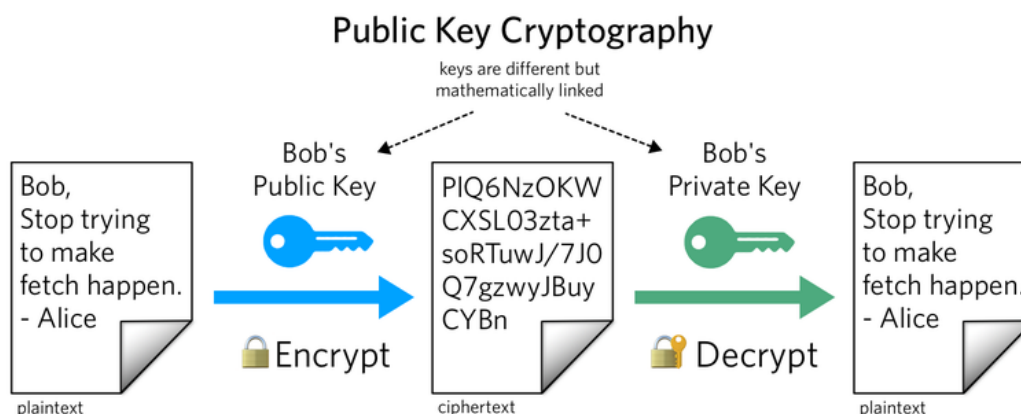 Public Key Cryptography
keys are different but
mathematically linked
Bob,
Stop trying
to make
fetch happen.
- Alice
plaintext
Bob's
Public Key
Encrypt
PIQ6NzOKW
CXSL03zta+
soRTuwJ/7J0
Q7gzwyJBuy
CYBn
ciphertext
Bob's
Private Key
Decrypt
Bob,
Stop trying
to make
fetch happen.
- Alice
plaintext